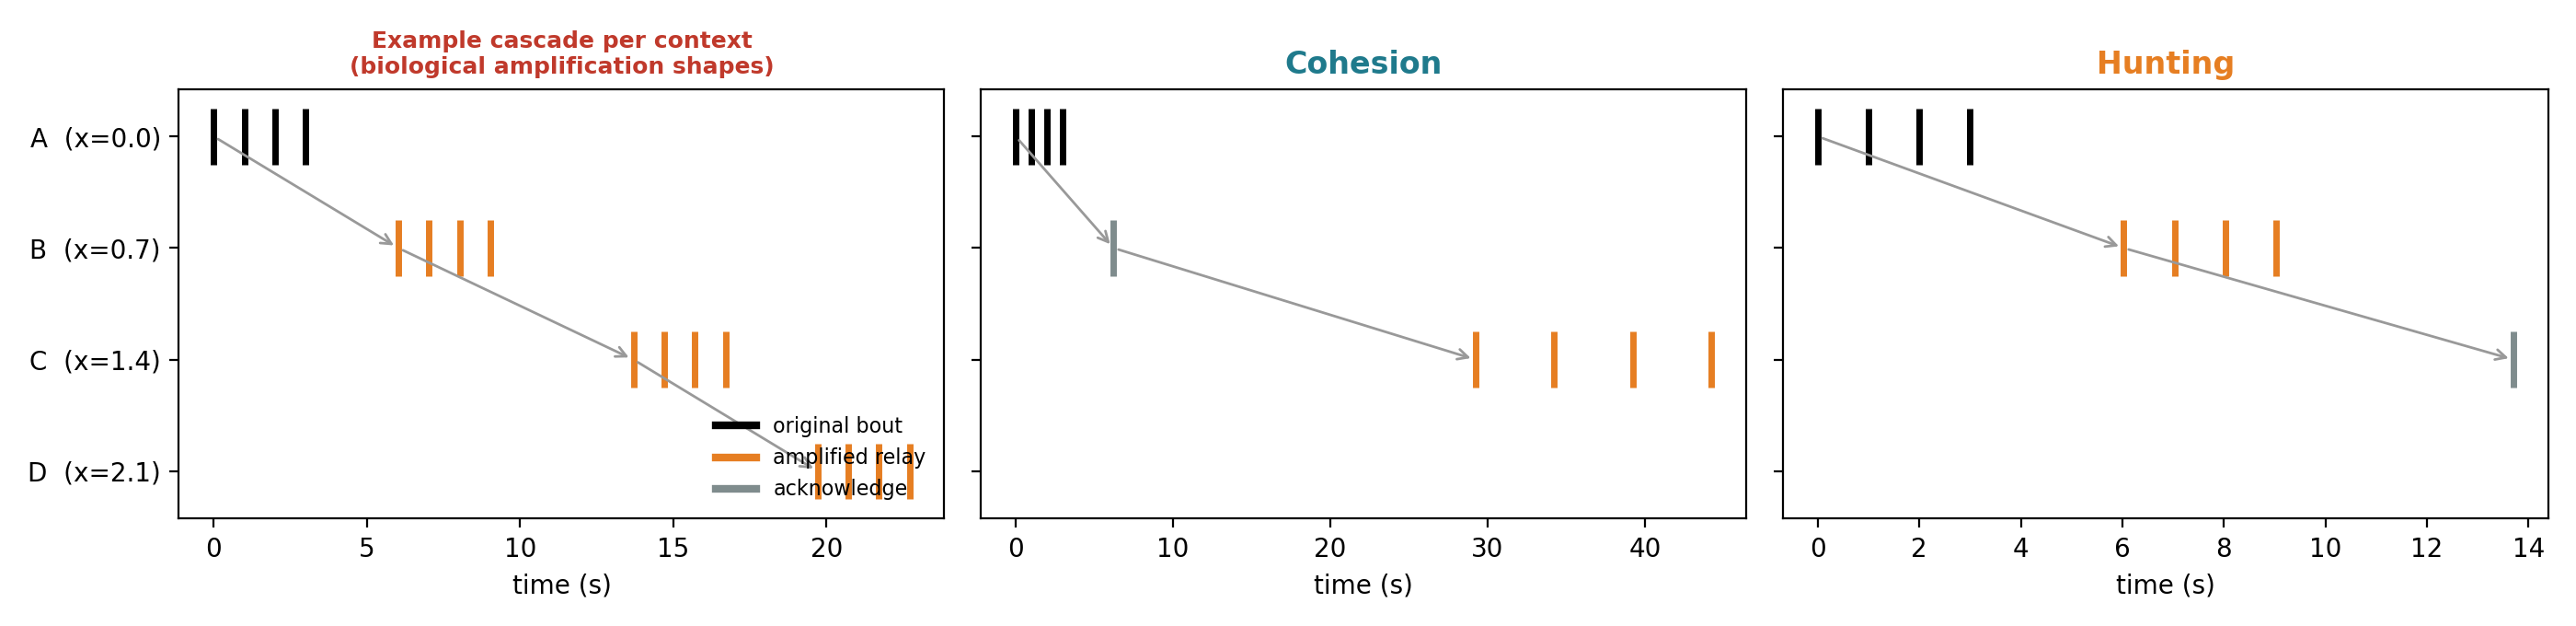 Example cascade per context
(biological amplification shapes)
Cohesion
Hunting
A (x=0.0)
B (x=0.7)
C (x=1.4)
D (x=2.1)
original bout
amplified relay
acknowledge
0 5 10 15 20
time (s)
0 10 20 30 40
time (s)
0 2 4 6 8 10 12 14
time (s)